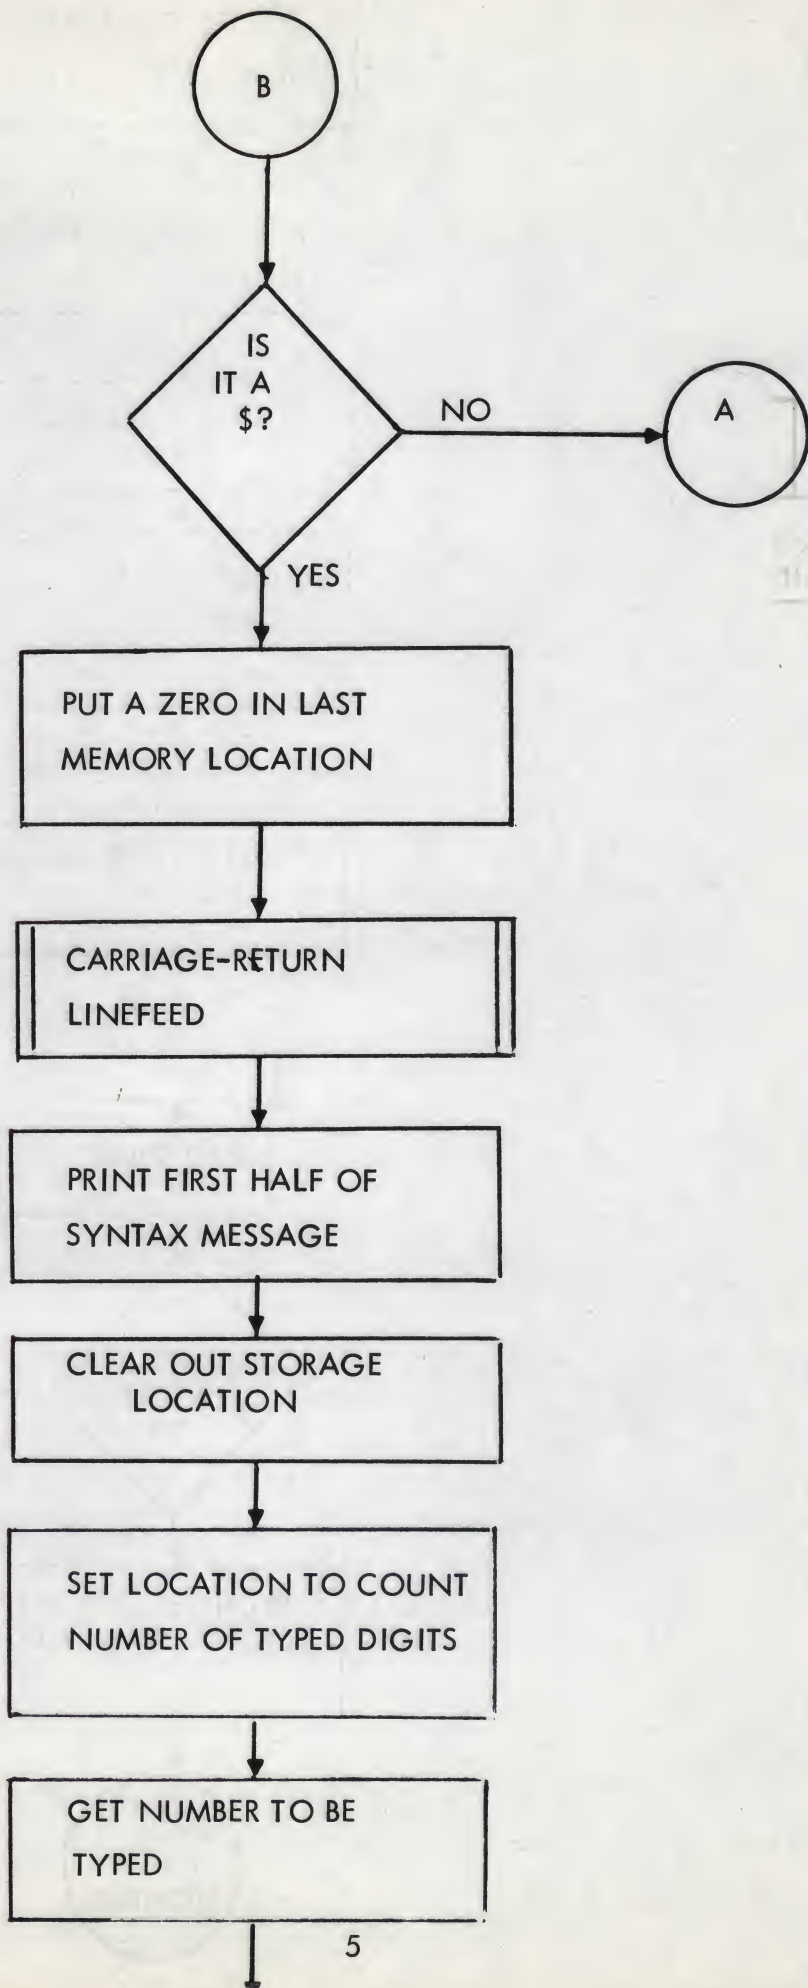 B
IS
IT A
$?
NO
A
YES
PUT A ZERO IN LAST
MEMORY LOCATION
CARRIAGE-RETURN
LINEFEED
PRINT FIRST HALF OF
SYNTAX MESSAGE
CLEAR OUT STORAGE
LOCATION
SET LOCATION TO COUNT
NUMBER OF TYPED DIGITS
GET NUMBER TO BE
TYPED
5